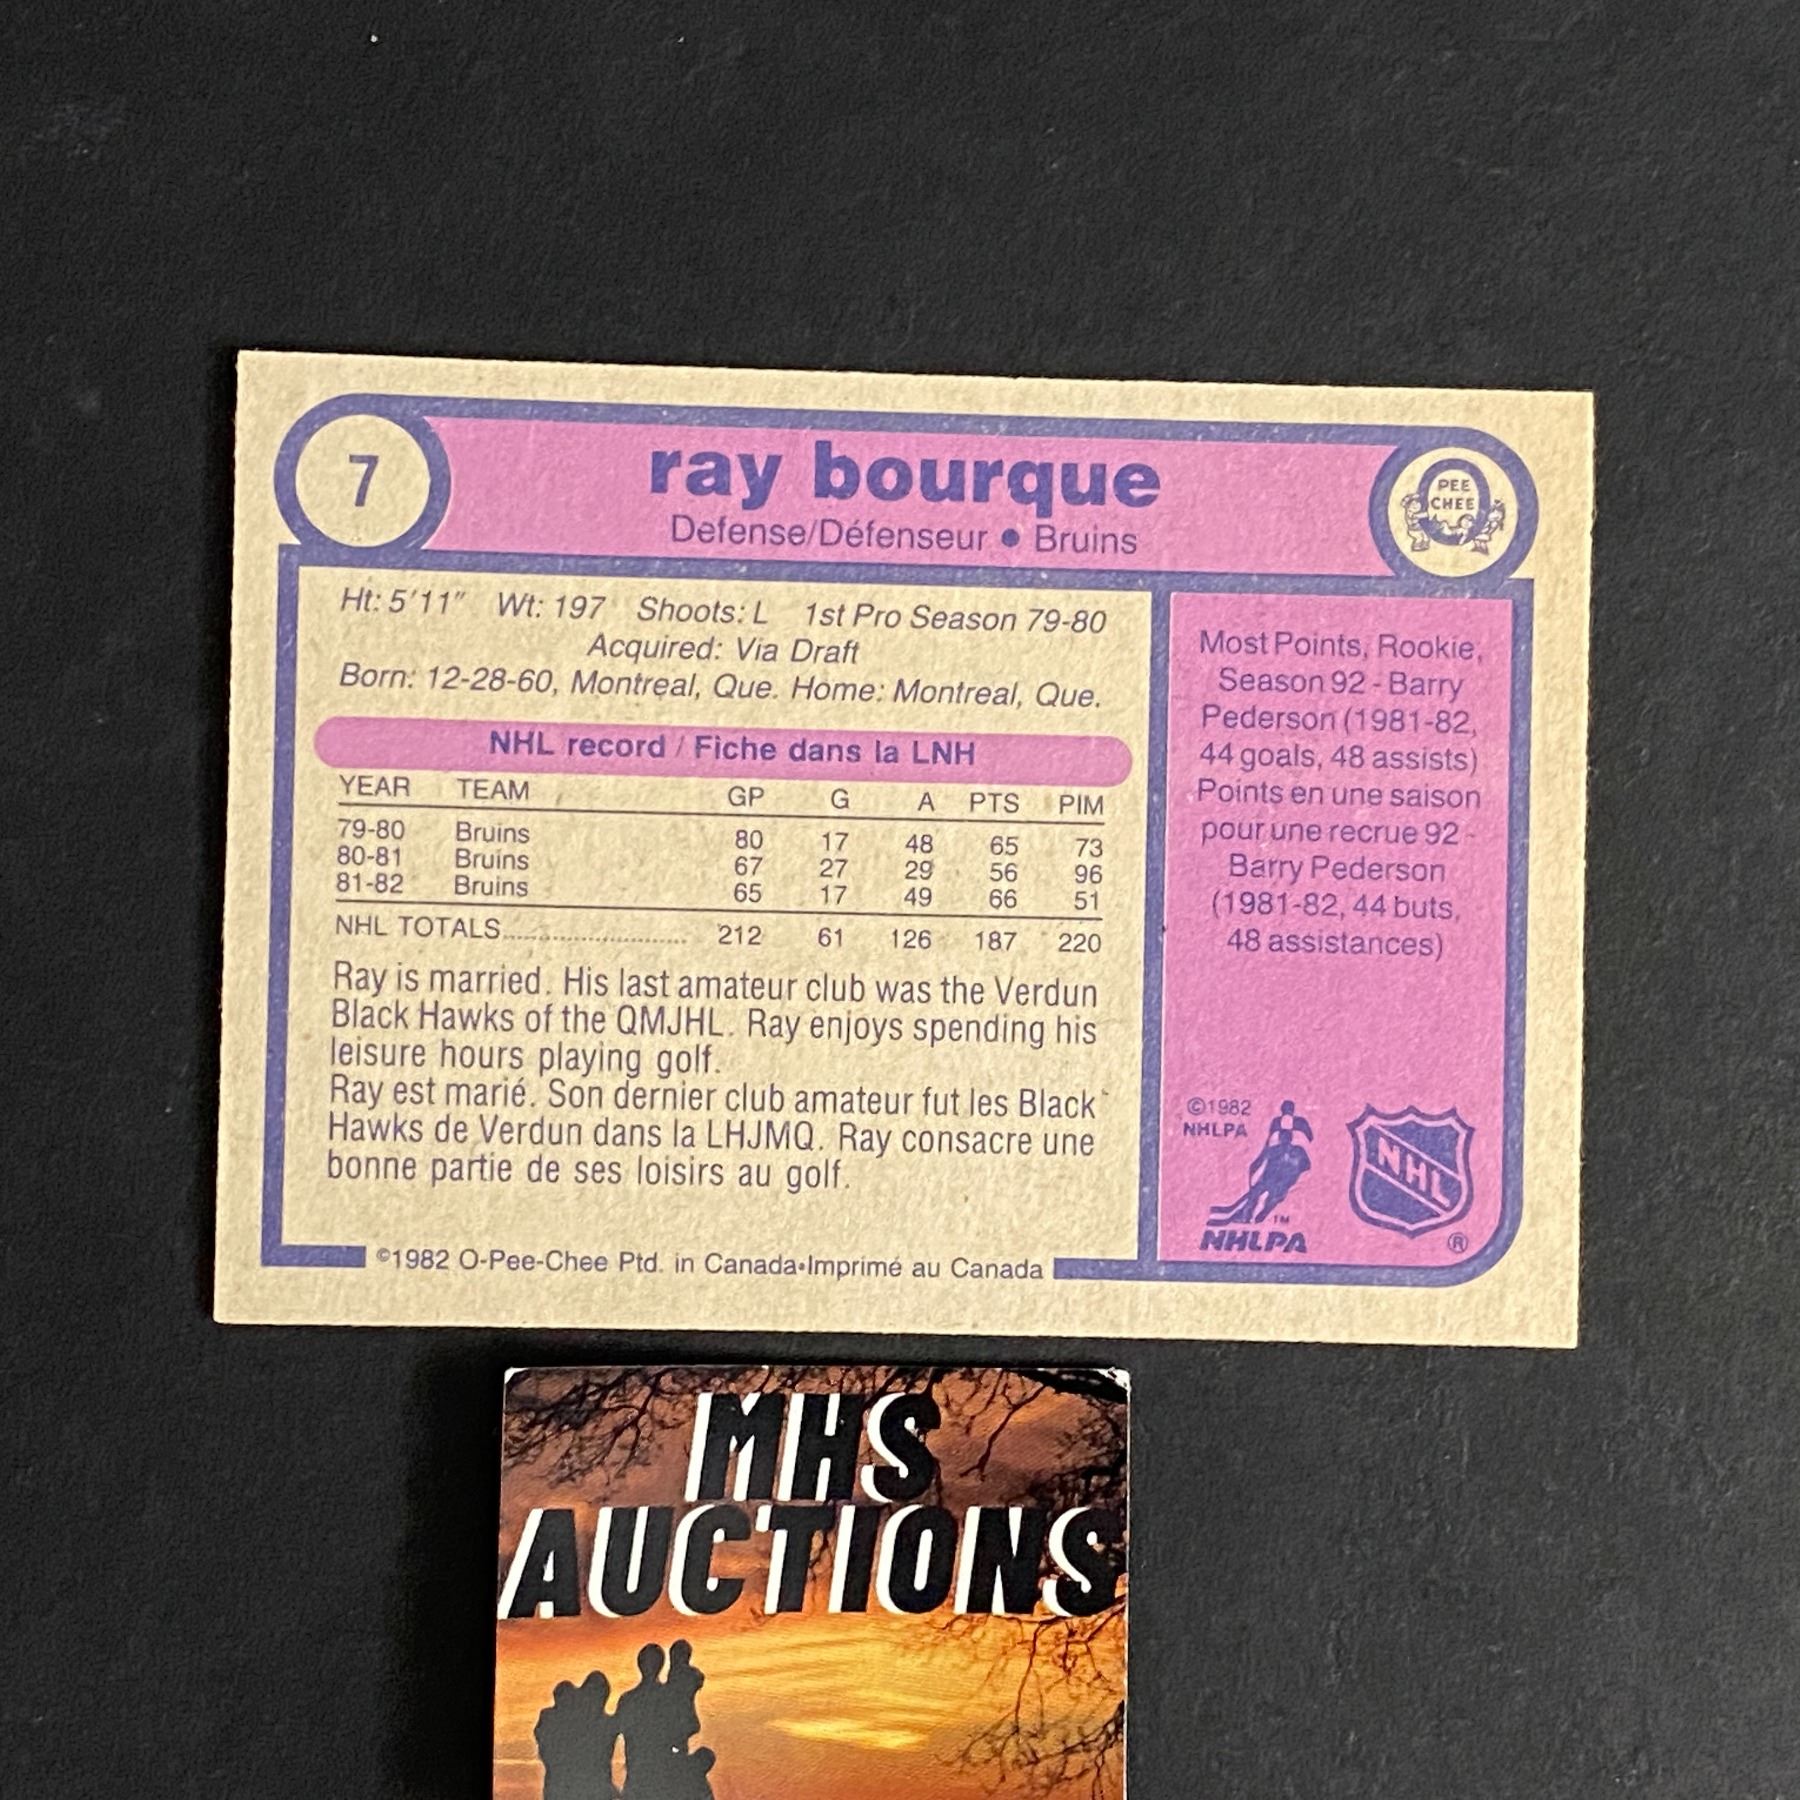 7
ray bourque
Defense/Défenseur • Bruins
O
PEE
CHEE
Ht: 5'11" Wt: 197 Shoots: L 1st Pro Season 79-80
Acquired: Via Draft
Born: 12-28-60, Montreal, Que. Home: Montreal, Que.
NHL record / Fiche dans la LNH
YEAR TEAM GP G A PTS PIM
79-80 Bruins 80 17 48 65 73
80-81 Bruins 67 27 29 56 96
81-82 Bruins 65 17 49 66 51
NHL TOTALS........................ 212 61 126 187 220
Ray is married. His last amateur club was the Verdun
Black Hawks of the QMJHL. Ray enjoys spending his
leisure hours playing golf.
Ray est marié. Son dernier club amateur fut les Black
Hawks de Verdun dans la LHJMQ. Ray consacre une
bonne partie de ses loisirs au golf.
©1982 O-Pee-Chee Ptd. in Canada•Imprimé au Canada
Most Points, Rookie,
Season 92 - Barry
Pederson (1981-82,
44 goals, 48 assists)
Points en une saison
pour une recrue 92 -
Barry Pederson
(1981-82, 44 buts,
48 assistances)
©1982
NHLPA
TM
NHLPA
NHL
®
MHS
AUCTIONS